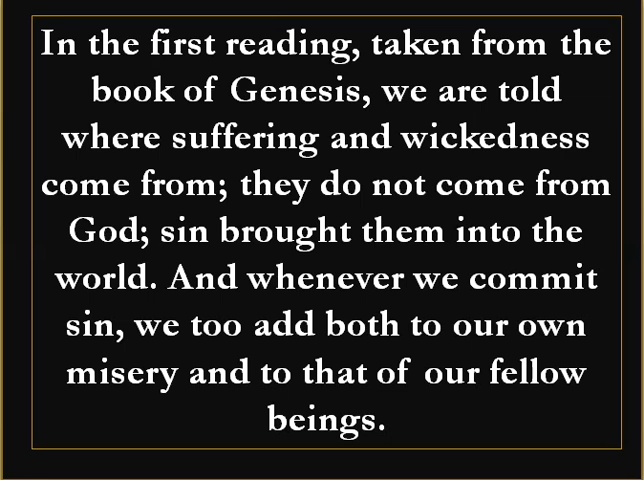 In the first reading, taken from the
book of Genesis, we are told
where suffering and wickedness
come from; they do not come from
God; sin brought them into the
world. And whenever we commit
sin, we too add both to our own
misery and to that of our fellow
beings.